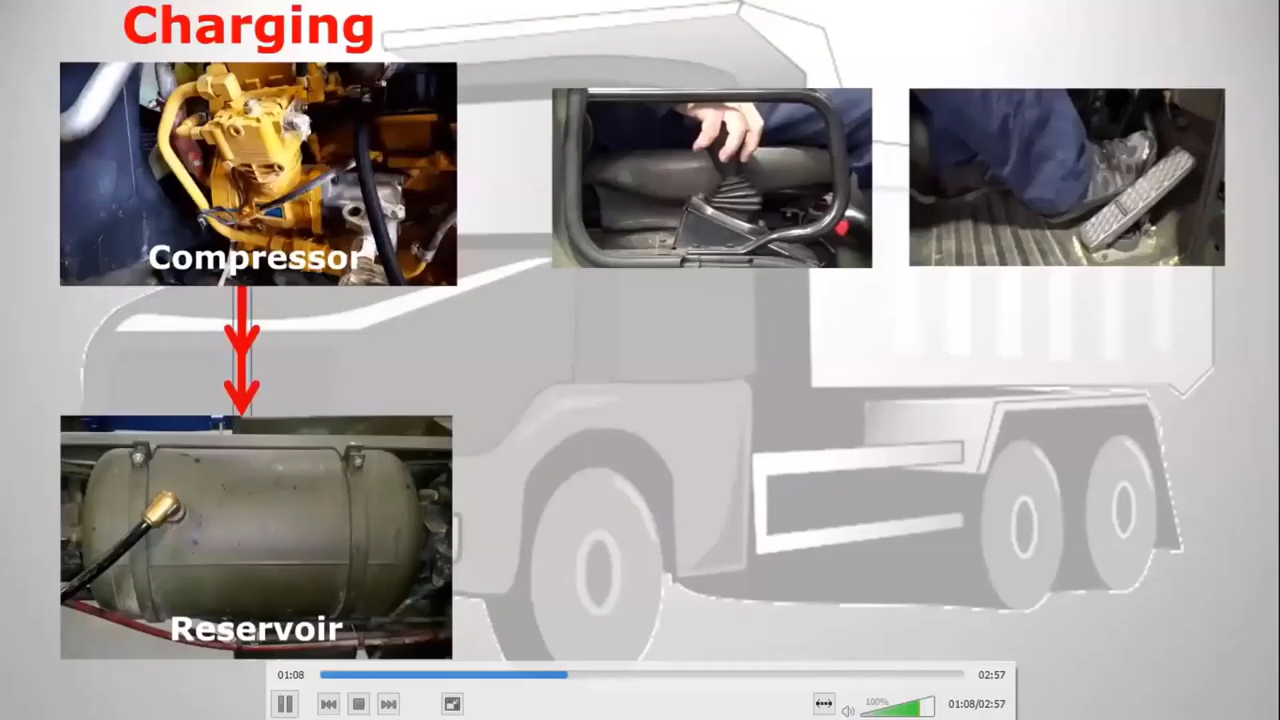 Charging
Compressor
Reservoir
01:08
02:57
100%
01:08/02:57